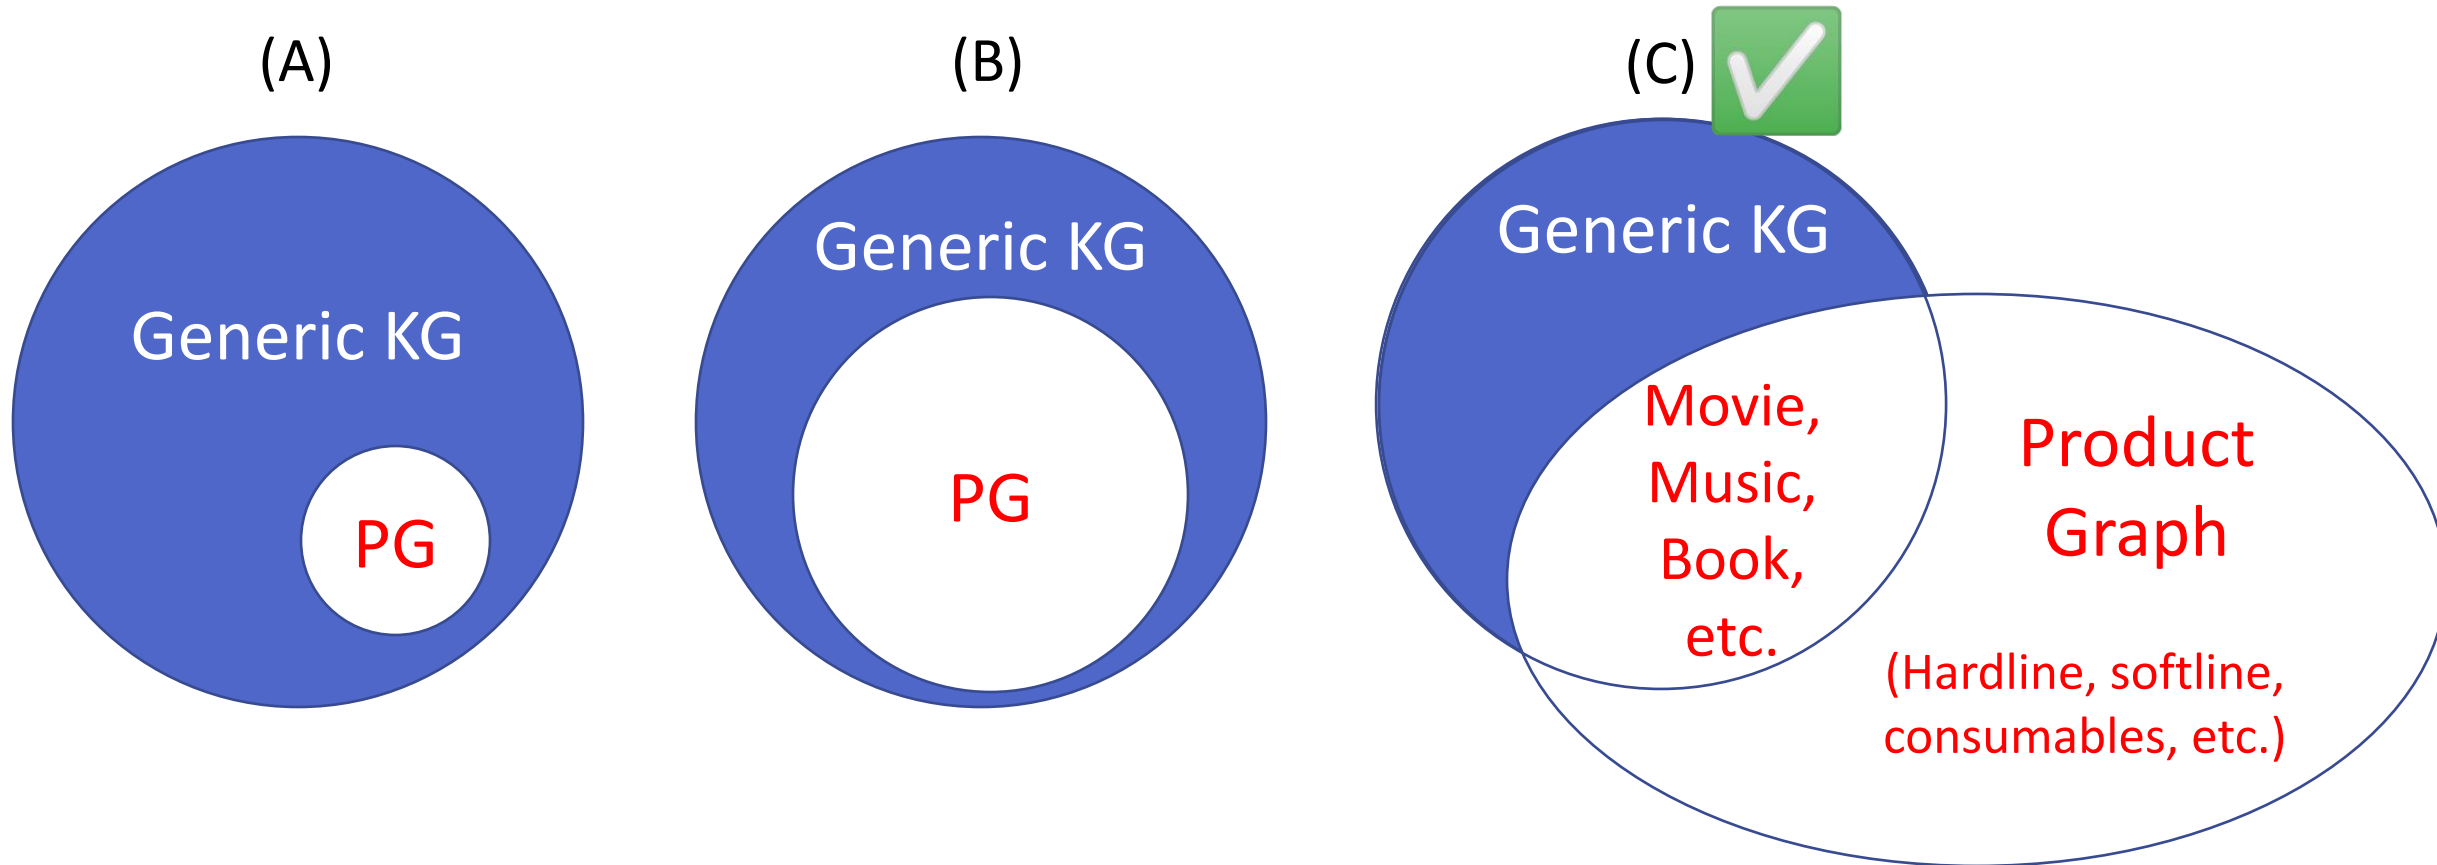 (A)
Generic KG
PG
(B)
Generic KG
PG
(C)
Generic KG
Movie,
Music,
Book,
etc.
Product
Graph
(Hardline, softline,
consumables, etc.)